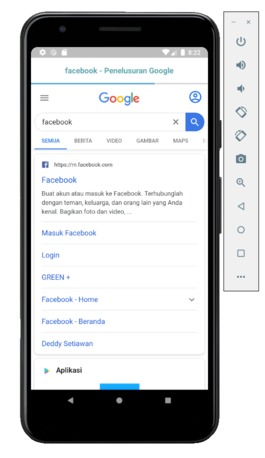 8:22
facebook - Penelusuran Google
Google
facebook
SEMUA BERITA VIDEO GAMBAR MAPS
https://m.facebook.com
Facebook
Buat akun atau masuk ke Facebook. Terhubunglah
dengan teman, keluarga, dan orang lain yang Anda
kenal. Bagikan foto dan video, ...
Masuk Facebook
Login
GREEN +
Facebook - Home
Facebook - Beranda
Deddy Setiawan
Aplikasi